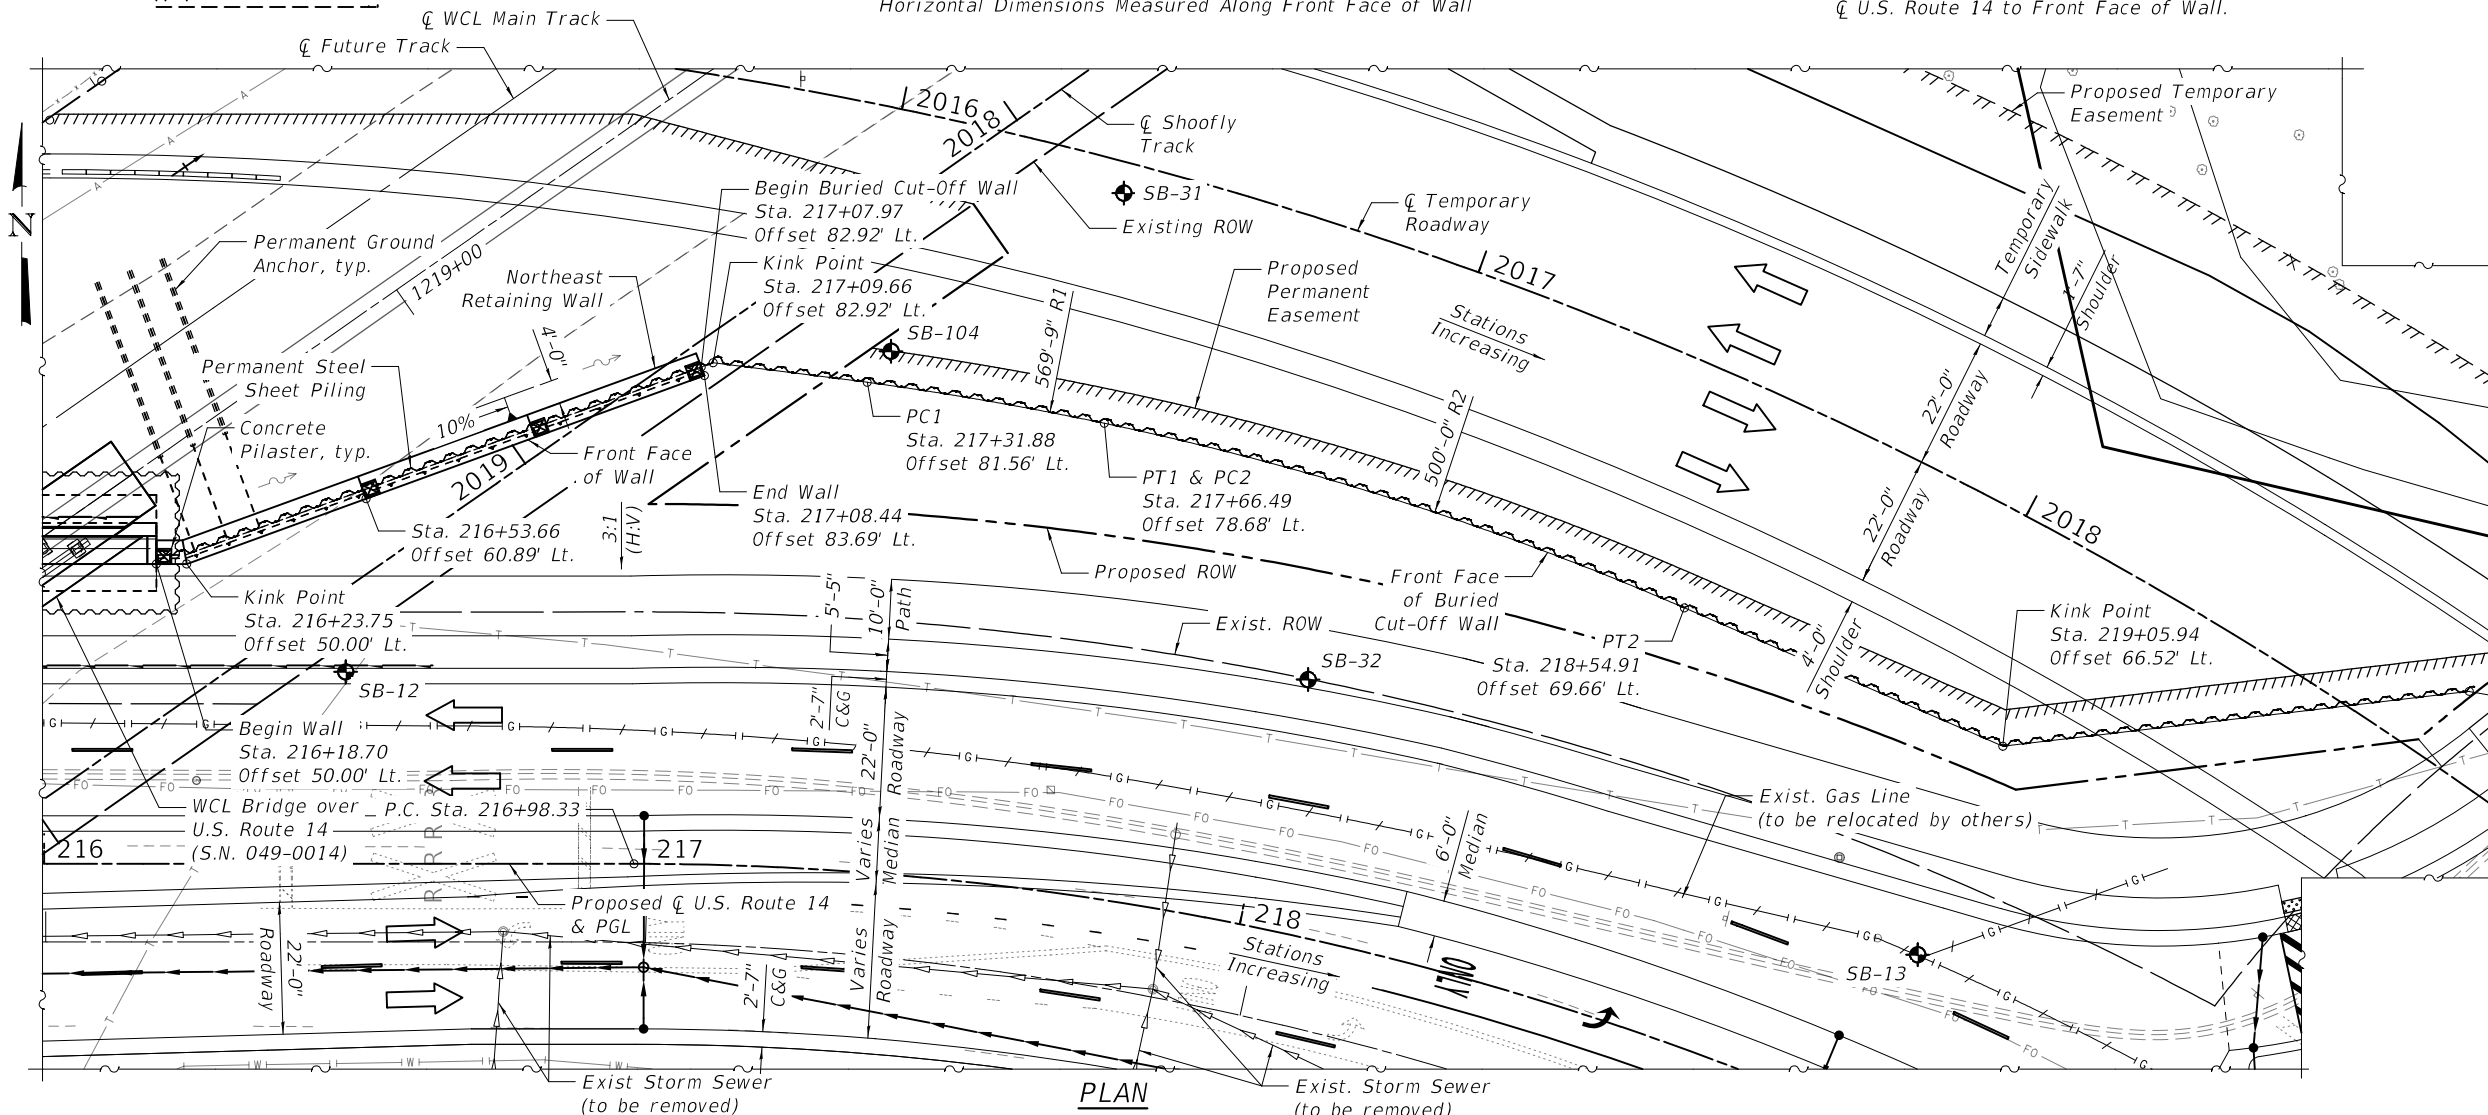 Horizontal Dimensions Measured Along Front Face of Wall
℄ U.S. Route 14 to Front Face of Wall.
℄ WCL Main Track
℄ Future Track
2016
2018
℄ Shoofly
Track
Proposed Temporary
Easement
N
A
A
A
Begin Buried Cut-Off Wall
Sta. 217+07.97
Offset 82.92' Lt.
SB-31
Existing ROW
℄ Temporary
Roadway
Temporary
Sidewalk
Permanent Ground
Anchor, typ.
1219+00
Northeast
Retaining Wall
Kink Point
Sta. 217+09.66
Offset 82.92' Lt.
Proposed
Permanent
Easement
2017
Shoulder
Stations
Increasing
569'-9" R1
SB-104
4'-0"
Permanent Steel
Sheet Piling
Concrete
Pilaster, typ.
10%
2019
Front Face
of Wall
PC1
Sta. 217+31.88
Offset 81.56' Lt.
500'-0" R2
22'-0"
Roadway
PT1 & PC2
Sta. 217+66.49
Offset 78.68' Lt.
End Wall
Sta. 217+08.44
Offset 83.69' Lt.
3:1
(H:V)
Sta. 216+53.66
Offset 60.89' Lt.
22'-0"
Roadway
2018
Proposed ROW
Front Face
of Buried
Cut-Off Wall
Kink Point
Sta. 216+23.75
Offset 50.00' Lt.
5'-5"
10'-0"
Path
Exist. ROW
PT2
Sta. 218+54.91
Offset 69.66' Lt.
4'-0"
Shoulder
Kink Point
Sta. 219+05.94
Offset 66.52' Lt.
SB-12
SB-32
2'-7"
C&G
Begin Wall
Sta. 216+18.70
Offset 50.00' Lt.
22'-0"
Roadway
WCL Bridge over
U.S. Route 14
(S.N. 049-0014)
P.C. Sta. 216+98.33
Exist. Gas Line
(to be relocated by others)
216
217
Varies
Median
6'-0"
Median
R R
Proposed ℄ U.S. Route 14
& PGL
218
Stations
Increasing
22'-0"
Roadway
Varies
Roadway
2'-7"
C&G
SB-13
Exist Storm Sewer
(to be removed)
PLAN
Exist. Storm Sewer
(to be removed)